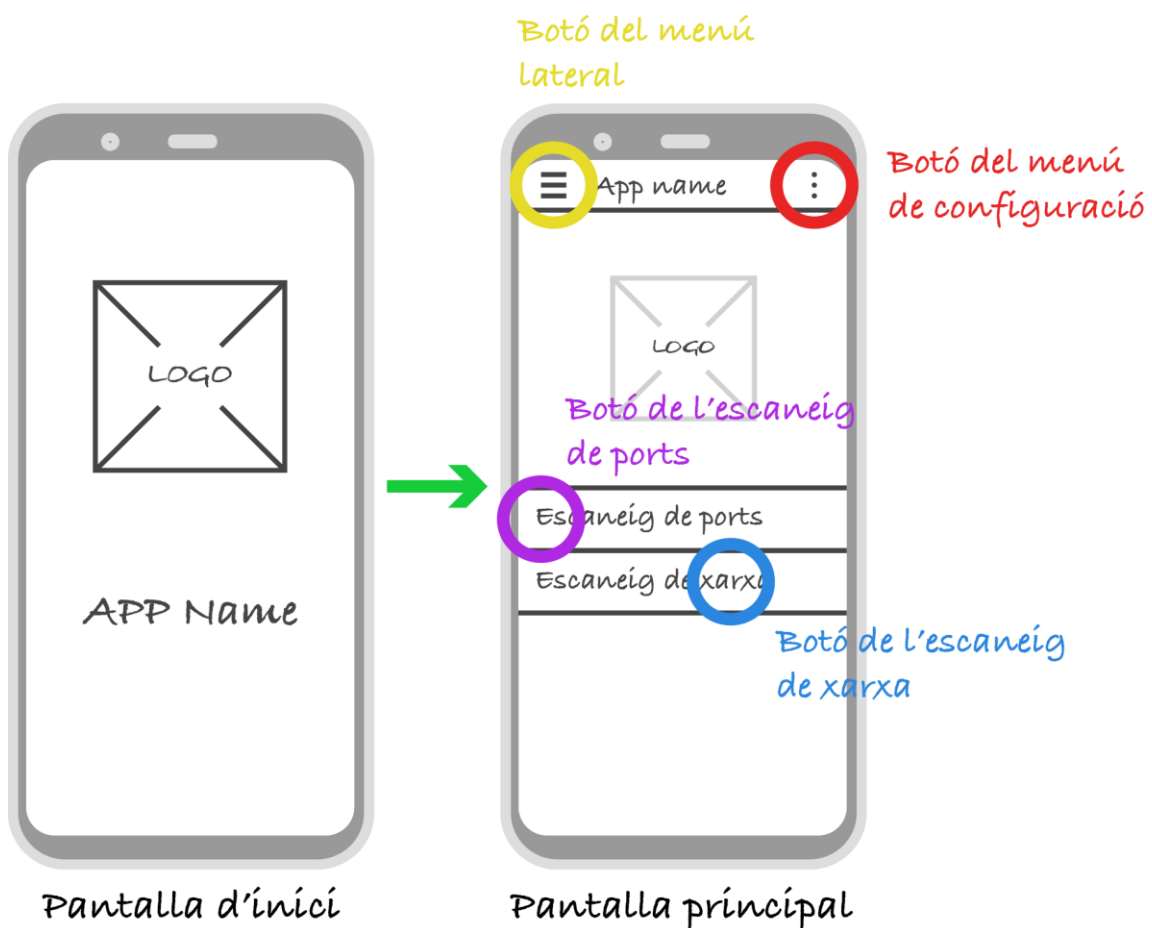 Botó del menú
lateral
App name
Botó del menú
de configuració
LOGO
LOGO
Botó de l'escaneig
de ports
Escaneig de ports
Escaneig de xarxa
APP Name
Botó de l'escaneig
de xarxa
Pantalla d'inici
Pantalla principal